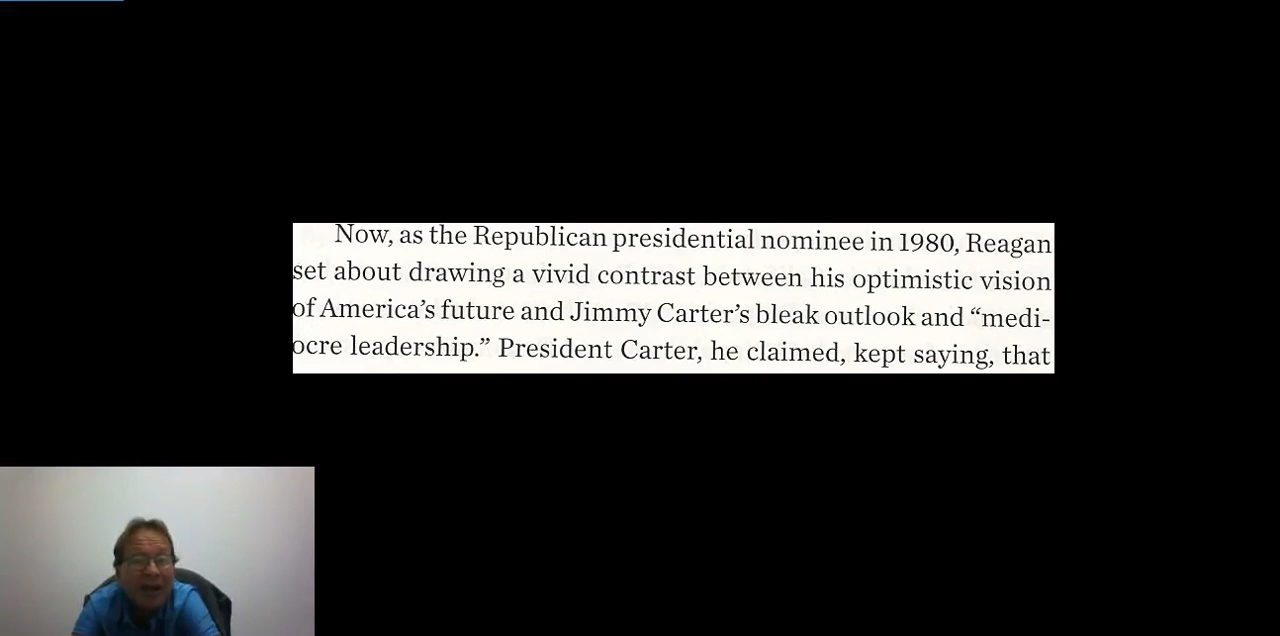 Now, as the Republican presidential nominee in 1980, Reagan
set about drawing a vivid contrast between his optimistic vision
of America’s future and Jimmy Carter’s bleak outlook and “medi-
ocre leadership.” President Carter, he claimed, kept saying, that